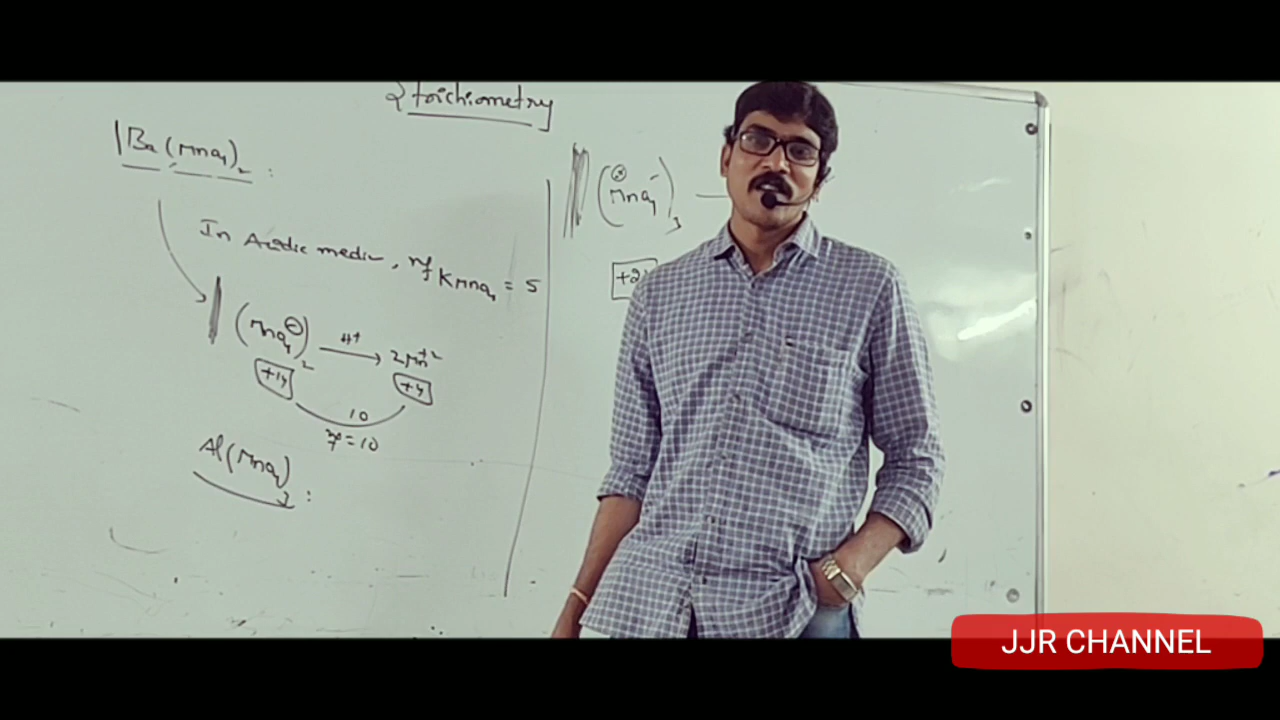 Stoichiometry
Ba(MnO4)2 :
In Acidic medium, nf KMnO4 = 5
(MnO4⊖)2 —H+→ 2Mn+2
+14 +4
10
nf = 10
Al(MnO4)3 :
(MnO4-)3 —
JJR CHANNEL